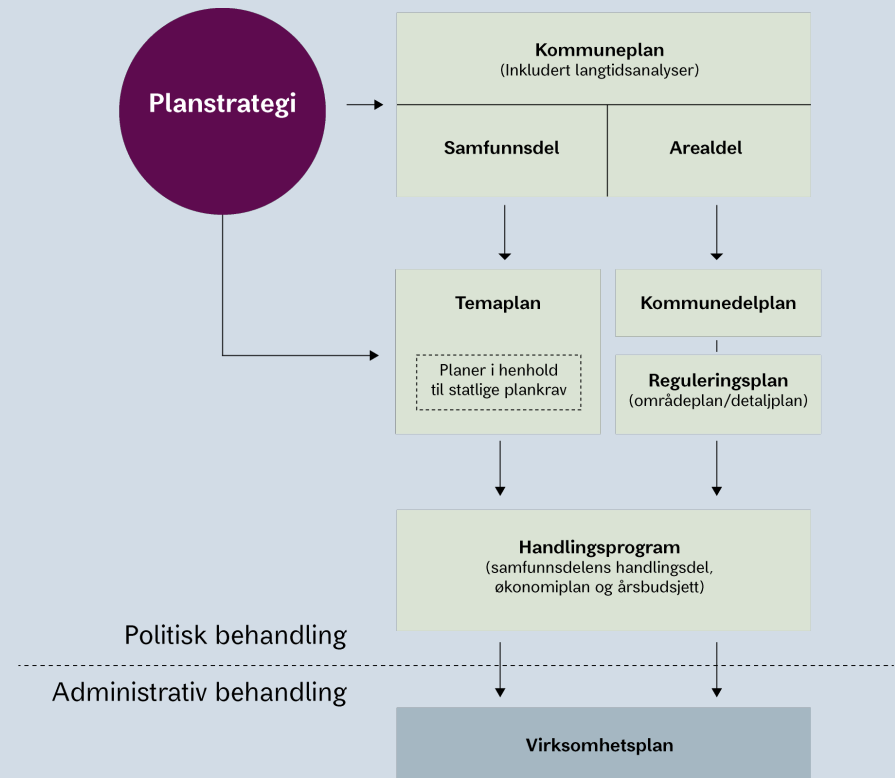 Planstrategi
Kommuneplan
(Inkludert langtidsanalyser)
Samfunnsdel
Arealdel
Temaplan
Planer i henhold
til statlige plankrav
Kommunedelplan
Reguleringsplan
(områdeplan/detaljplan)
Handlingsprogram
(samfunnsdelens handlingsdel,
økonomiplan og årsbudsjett)
Politisk behandling
Administrativ behandling
Virksomhetsplan